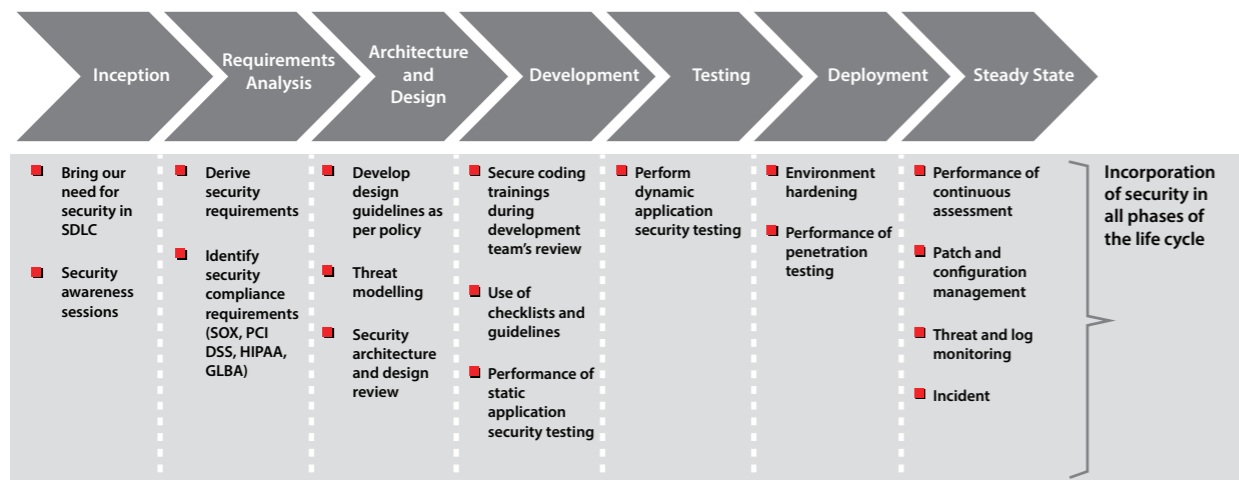 Inception
Requirements
Analysis
Architecture
and
Design
Development
Testing
Deployment
Steady State
Bring our
need for
security in
SDLC
Security
awareness
sessions
Derive
security
requirements
Identify
security
compliance
requirements
(SOX, PCI
DSS, HIPAA,
GLBA)
Develop
design
guidelines as
per policy
Threat
modelling
Security
architecture
and design
review
Secure coding
trainings
during
development
team's review
Use of
checklists and
guidelines
Performance of
static
application
security testing
Perform
dynamic
application
security testing
Environment
hardening
Performance of
penetration
testing
Performance of
continuous
assessment
Patch and
configuration
management
Threat and log
monitoring
Incident
Incorporation
of security in
all phases of
the life cycle